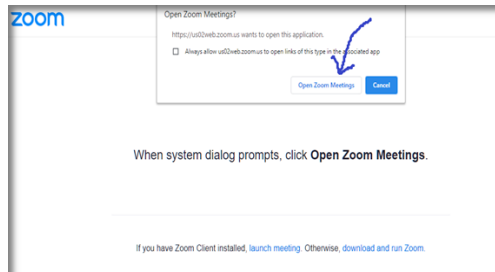 zoom
Open Zoom Meetings?
https://us02web.zoom.us wants to open this application.
Always allow us02web.zoom.us to open links of this type in the associated app
Open Zoom Meetings
Cancel
When system dialog prompts, click Open Zoom Meetings.
If you have Zoom Client installed, launch meeting. Otherwise, download and run Zoom.